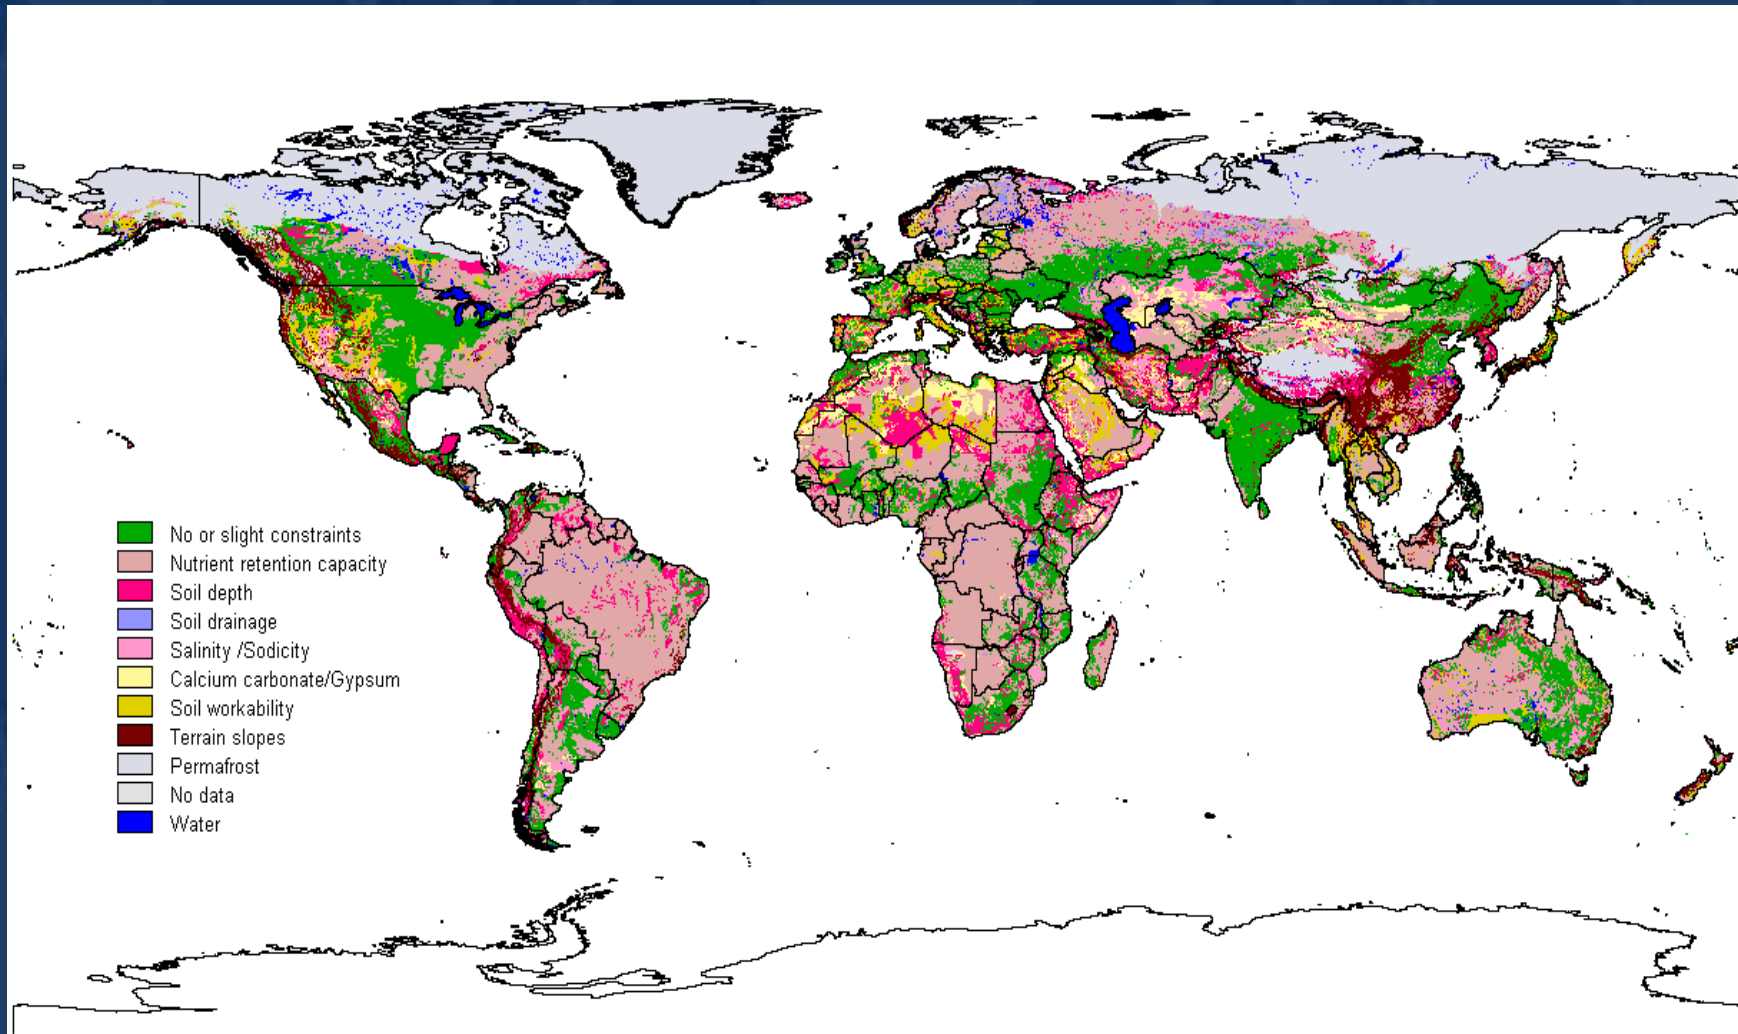 No or slight constraints
Nutrient retention capacity
Soil depth
Soil drainage
Salinity /Sodicity
Calcium carbonate/Gypsum
Soil workability
Terrain slopes
Permafrost
No data
Water